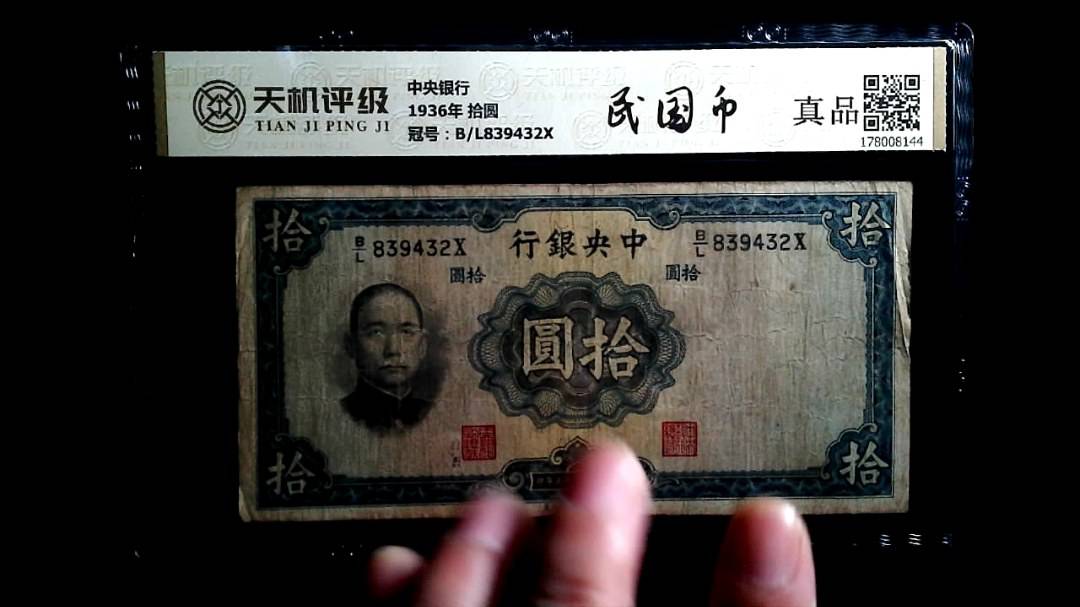 天机评级
TIAN JI PING JI
中央银行
1936年 拾圆
冠号：B/L839432X
民国币
真品
178008144
拾
拾
B/L 839432X
行銀央中
B/L 839432X
圓拾
圓拾
圓拾
拾
拾